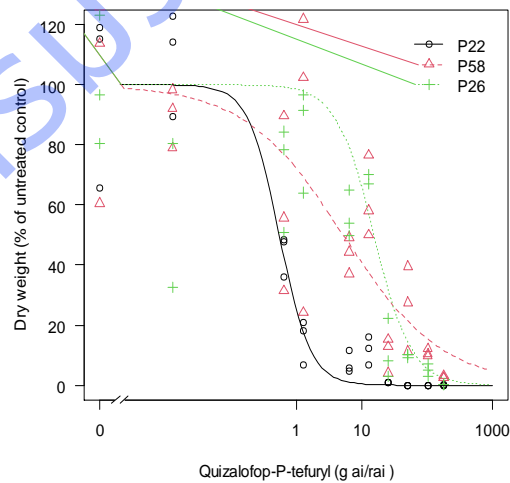 Dry weight (% of untreated control)
120
100
80
60
40
20
0
P22
P58
P26
0
1
10
1000
Quizalofop-P-tefuryl (g ai/rai )